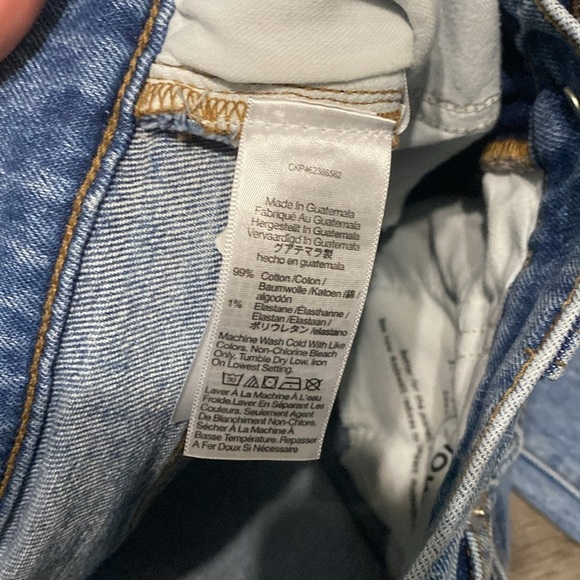 CKP462386562
Made In Guatemala
Fabriqué Au Guatemala
Hergestellt In Guatemala
Vervaardigd In Guatemala
グアテマラ製
hecho en guatemala
99% Cotton /Coton /
Baumwolle /Katoen /綿 /
algodón
1% Elastane /Elasthanne /
Elastan /Elastaan /
ポリウレタン /elastano
Machine Wash Cold With Like
Colors. Non-Chlorine Bleach
Only. Tumble Dry Low. Iron
On Lowest Setting.
30
Laver À La Machine À L'eau
Froide.Laver En Séparant Les
Couleurs. Seulement Agent
De Blanchiment Non Chloré.
Sécher À La Machine À
Basse Température. Repasser
À Fer Doux Si Nécessaire